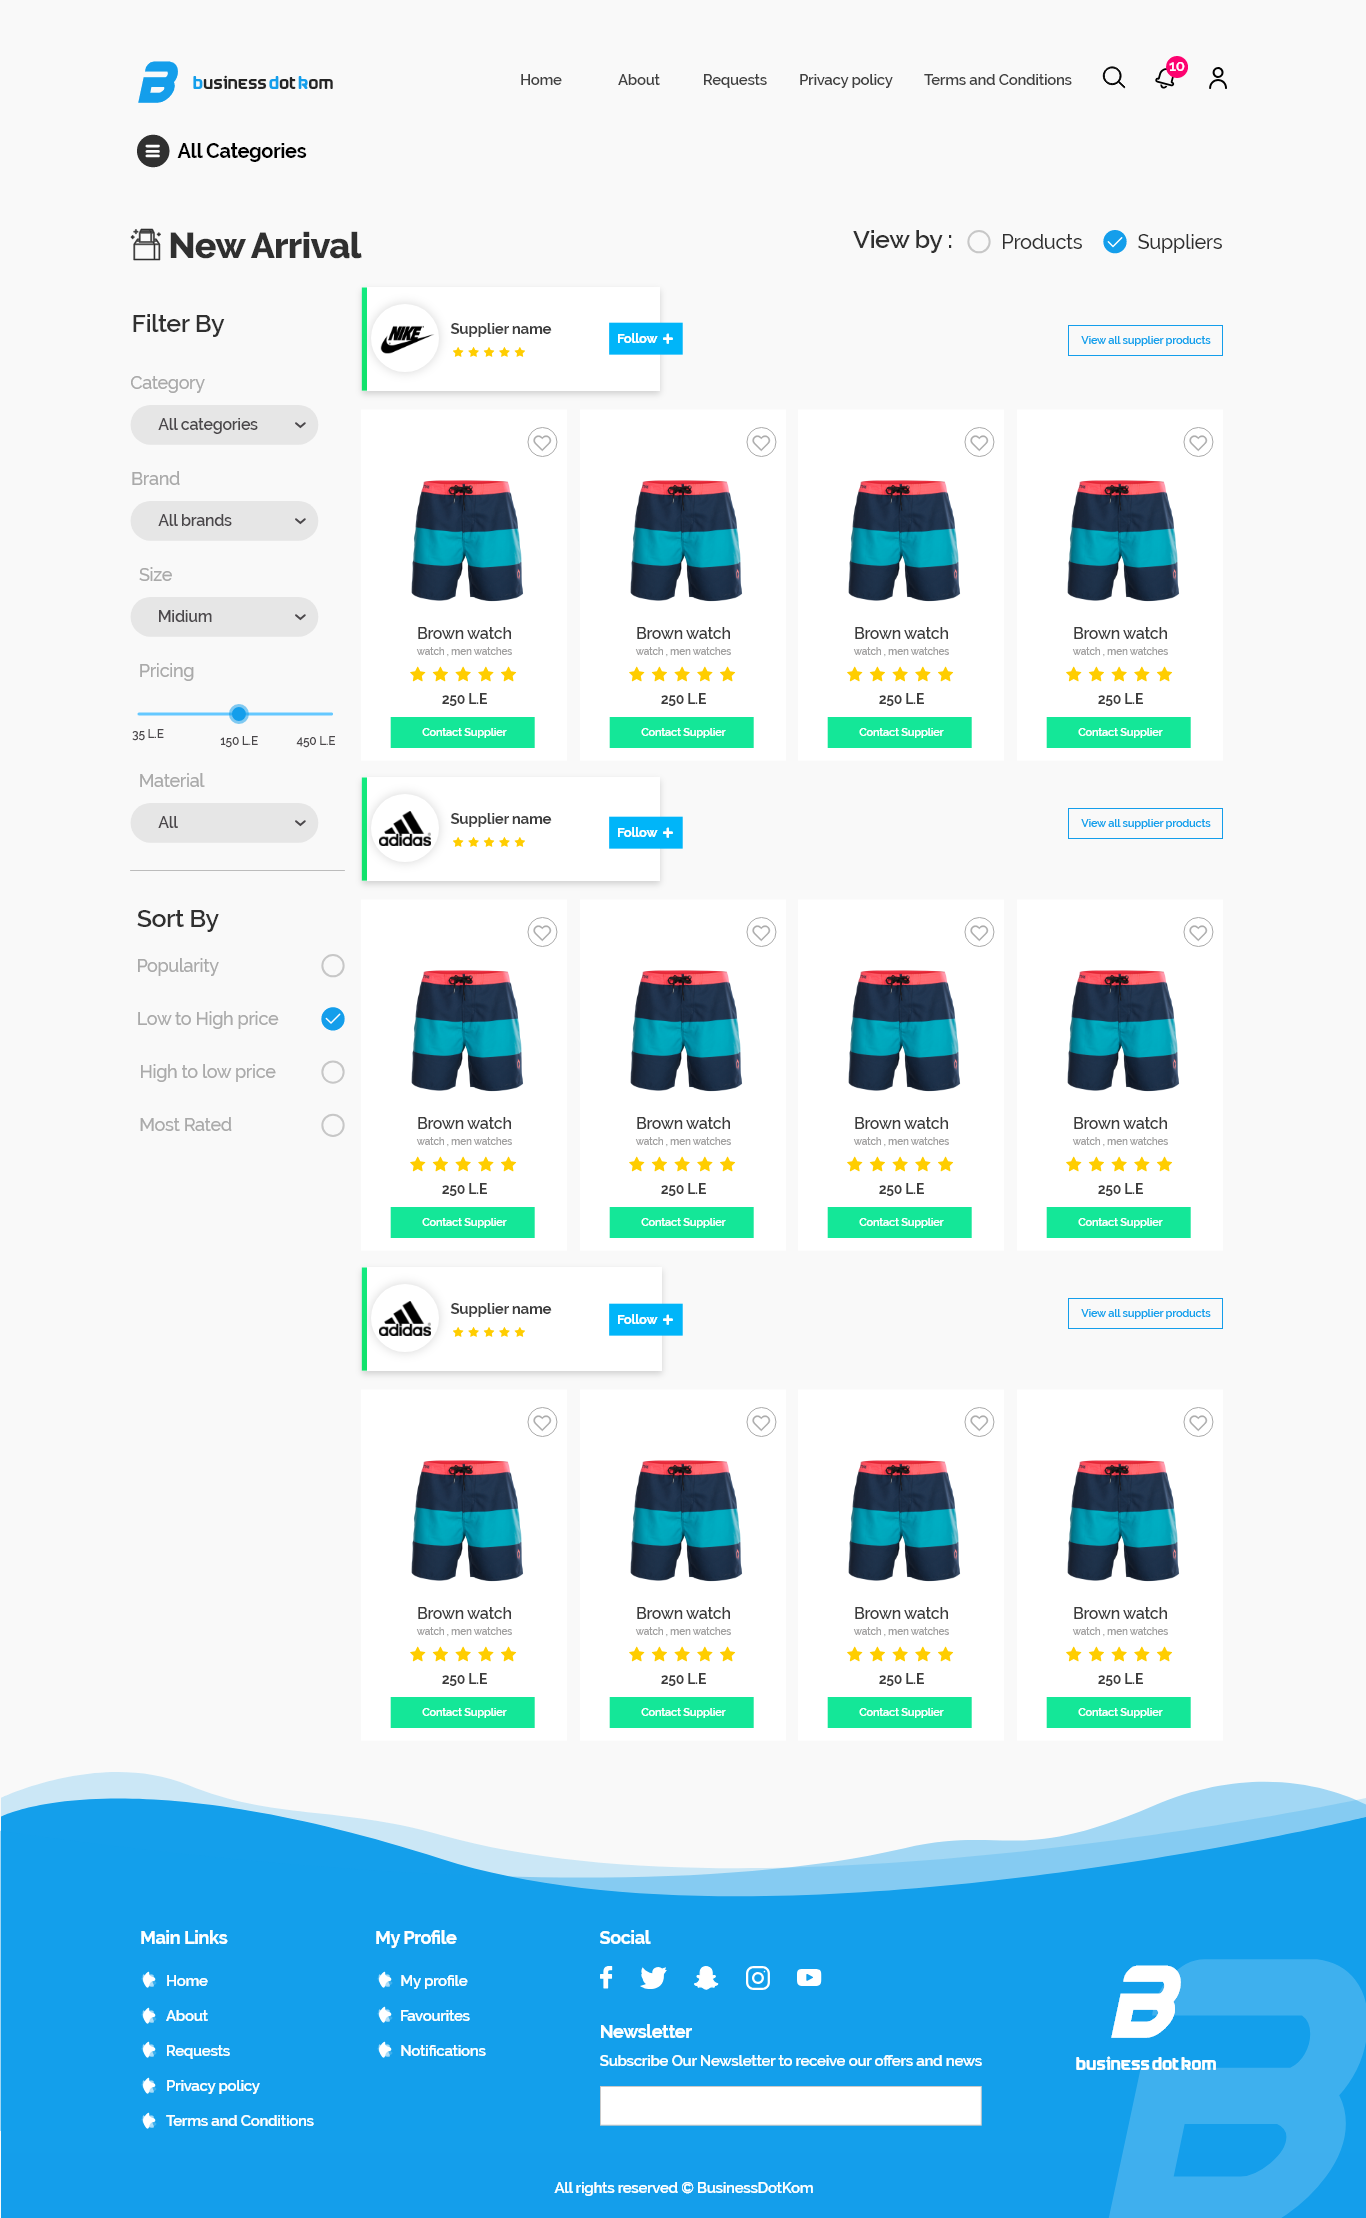 business dot kom
Home About Requests Privacy policy Terms and Conditions 10
All Categories
New Arrival
View by : Products Suppliers
Filter By
Category
All categories
Brand
All brands
Size
Midium
Pricing
35 L.E 150 L.E 450 L.E
Material
All
Sort By
Popularity
Low to High price
High to low price
Most Rated
NIKE
Supplier name
Follow +
View all supplier products
Brown watch Brown watch Brown watch Brown watch
watch , men watches watch , men watches watch , men watches watch , men watches
250 L.E 250 L.E 250 L.E 250 L.E
Contact Supplier Contact Supplier Contact Supplier Contact Supplier
adidas
Supplier name
Follow +
View all supplier products
Brown watch Brown watch Brown watch Brown watch
watch , men watches watch , men watches watch , men watches watch , men watches
250 L.E 250 L.E 250 L.E 250 L.E
Contact Supplier Contact Supplier Contact Supplier Contact Supplier
adidas
Supplier name
Follow +
View all supplier products
Brown watch Brown watch Brown watch Brown watch
watch , men watches watch , men watches watch , men watches watch , men watches
250 L.E 250 L.E 250 L.E 250 L.E
Contact Supplier Contact Supplier Contact Supplier Contact Supplier
Main Links
Home
About
Requests
Privacy policy
Terms and Conditions
My Profile
My profile
Favourites
Notifications
Social
Newsletter
Subscribe Our Newsletter to receive our offers and news
business dot kom
All rights reserved © BusinessDotKom